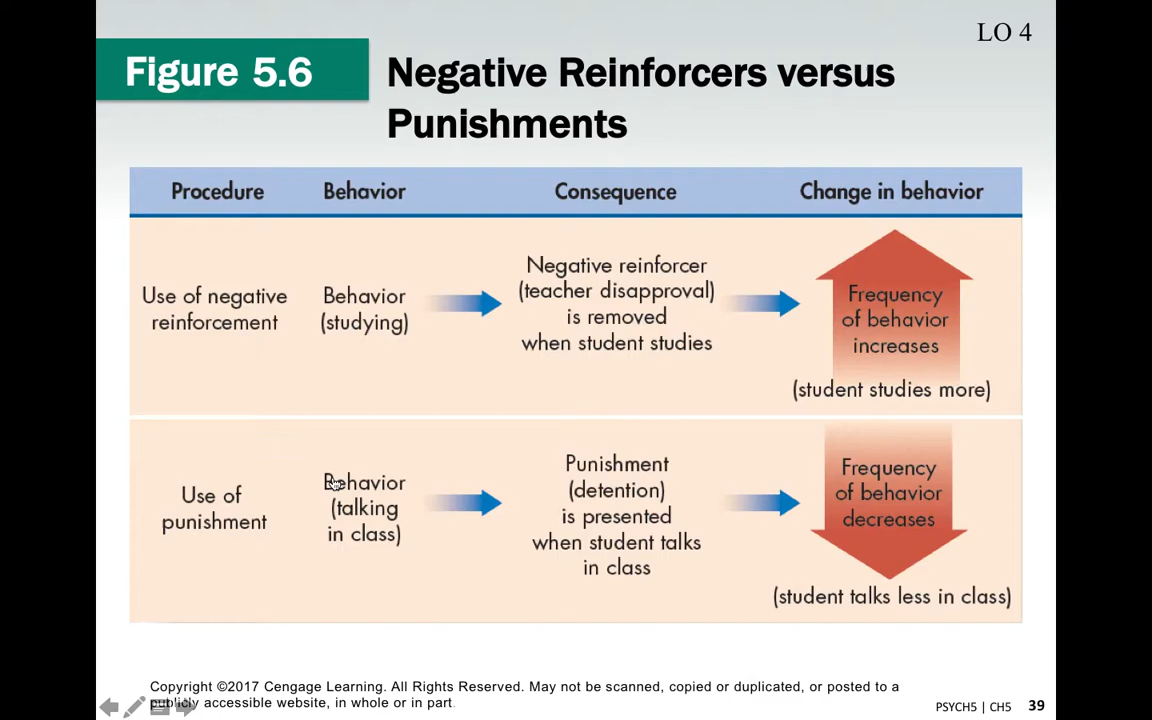 LO 4
Figure 5.6
Negative Reinforcers versus
Punishments
Procedure
Behavior
Consequence
Change in behavior
Use of negative
reinforcement
Behavior
(studying)
Negative reinforcer
(teacher disapproval)
is removed
when student studies
Frequency
of behavior
increases
(student studies more)
Use of
punishment
Behavior
(talking
in class)
Punishment
(detention)
is presented
when student talks
in class
Frequency
of behavior
decreases
(student talks less in class)
Copyright ©2017 Cengage Learning. All Rights Reserved. May not be scanned, copied or duplicated, or posted to a
publicly accessible website, in whole or in part.
PSYCH5 | CH5 39